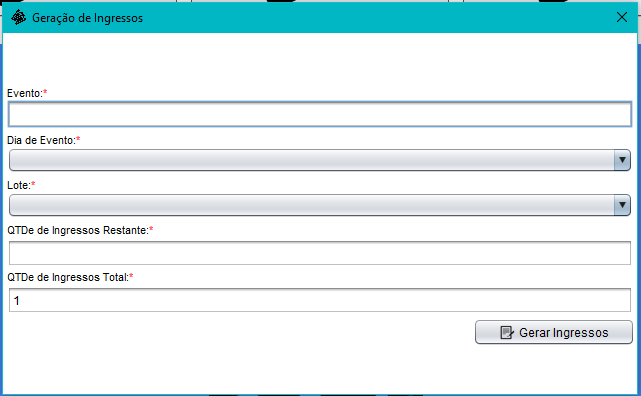 Geração de Ingressos
Evento:*
Dia de Evento:*
Lote:*
QTDe de Ingressos Restante:*
QTDe de Ingressos Total:*
1
Gerar Ingressos